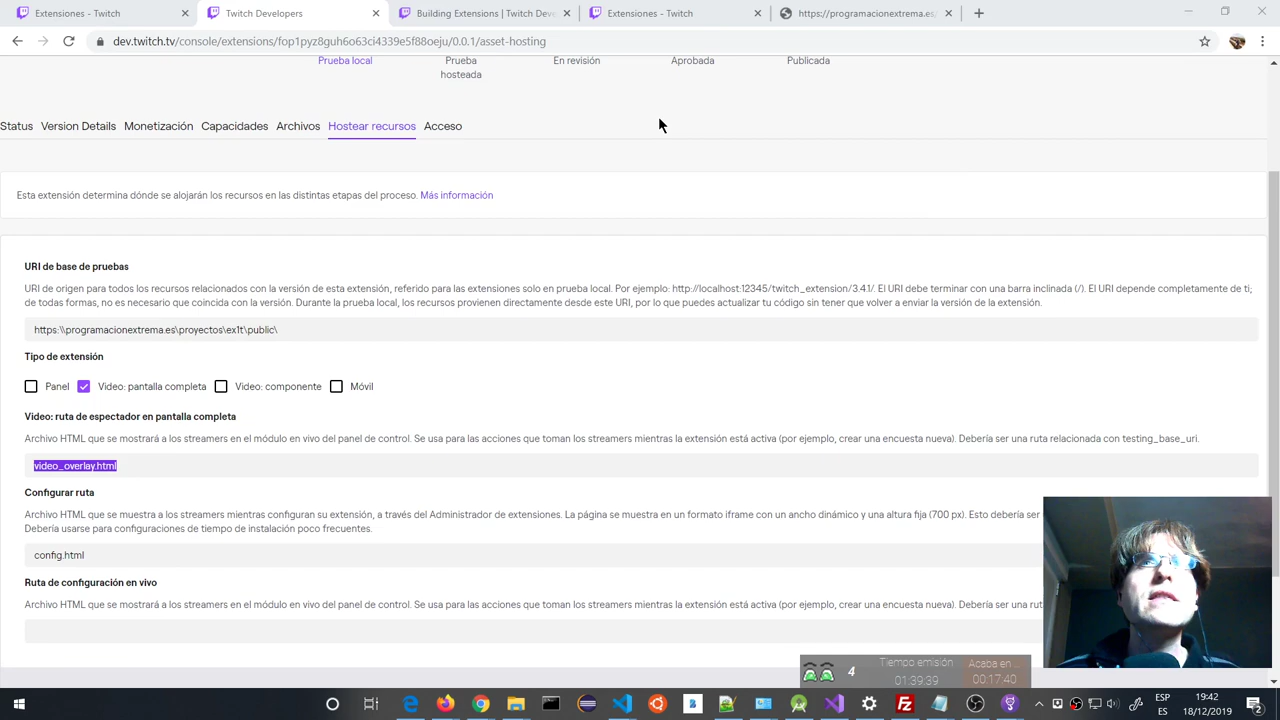 Extensiones - Twitch
Twitch Developers
Building Extensions | Twitch Deve
Extensiones - Twitch
https://programacionextrema.es/
dev.twitch.tv/console/extensions/fop1pyz8guh6o63ci4339e5f88oeju/0.0.1/asset-hosting
Prueba local
Prueba
hosteada
En revisión
Aprobada
Publicada
Status Version Details Monetización Capacidades Archivos Hostear recursos Acceso
Esta extensión determina dónde se alojarán los recursos en las distintas etapas del proceso. Más información
URI de base de pruebas
URI de origen para todos los recursos relacionados con la versión de esta extensión, referido para las extensiones solo en prueba local. Por ejemplo: http://localhost:12345/twitch_extension/3.4.1/. El URI debe terminar con una barra inclinada (/). El URI depende completamente de ti;
de todas formas, no es necesario que coincida con la versión. Durante la prueba local, los recursos provienen directamente desde este URI, por lo que puedes actualizar tu código sin tener que volver a enviar la versión de la extensión.
https:\\programacionextrema.es\proyectos\ex1t\public\
Tipo de extensión
Panel Video: pantalla completa Video: componente Móvil
Video: ruta de espectador en pantalla completa
Archivo HTML que se mostrará a los streamers en el módulo en vivo del panel de control. Se usa para las acciones que toman los streamers mientras la extensión está activa (por ejemplo, crear una encuesta nueva). Debería ser una ruta relacionada con testing_base_uri.
video_overlay.html
Configurar ruta
Archivo HTML que se muestra a los streamers mientras configuran su extensión, a través del Administrador de extensiones. La página se muestra en un formato iframe con un ancho dinámico y una altura fija (700 px). Esto debería ser
Debería usarse para configuraciones de tiempo de instalación poco frecuentes.
config.html
Ruta de configuración en vivo
Archivo HTML que se mostrará a los streamers en el módulo en vivo del panel de control. Se usa para las acciones que toman los streamers mientras la extensión está activa (por ejemplo, crear una encuesta nueva). Debería ser una ruta
4
Tiempo emisión
01:39:39
Acaba en ..
00:17:40
ESP
ES
19:42
18/12/2019
2